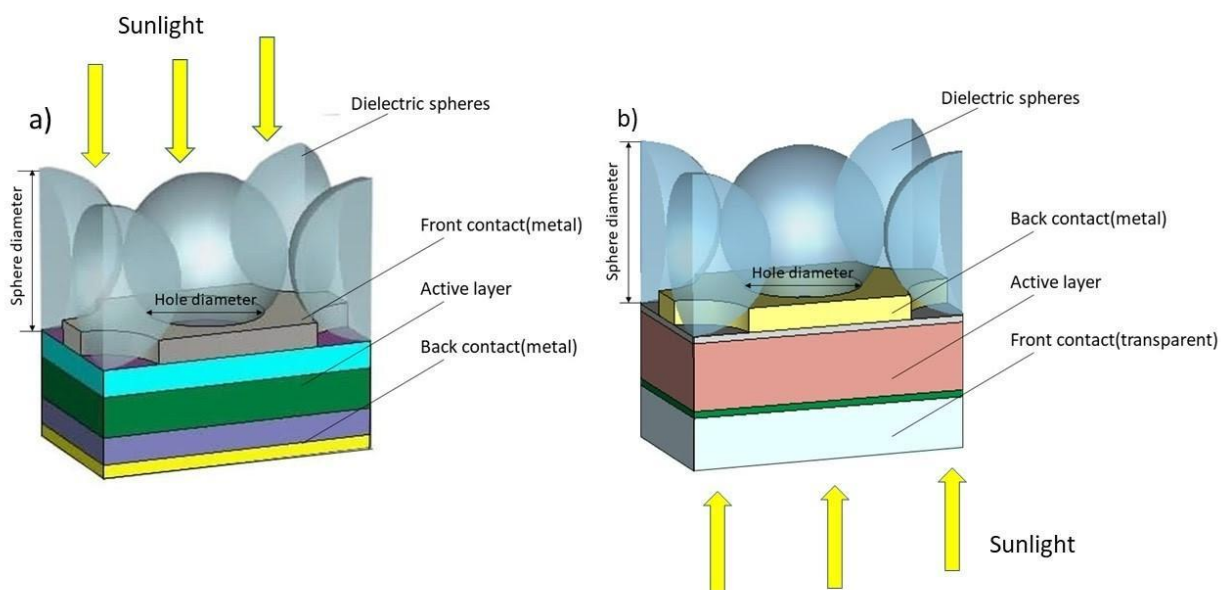 Sunlight
a)
Dielectric spheres
Sphere diameter
Front contact(metal)
Hole diameter
Active layer
Back contact(metal)
b)
Dielectric spheres
Sphere diameter
Back contact(metal)
Hole diameter
Active layer
Front contact(transparent)
Sunlight